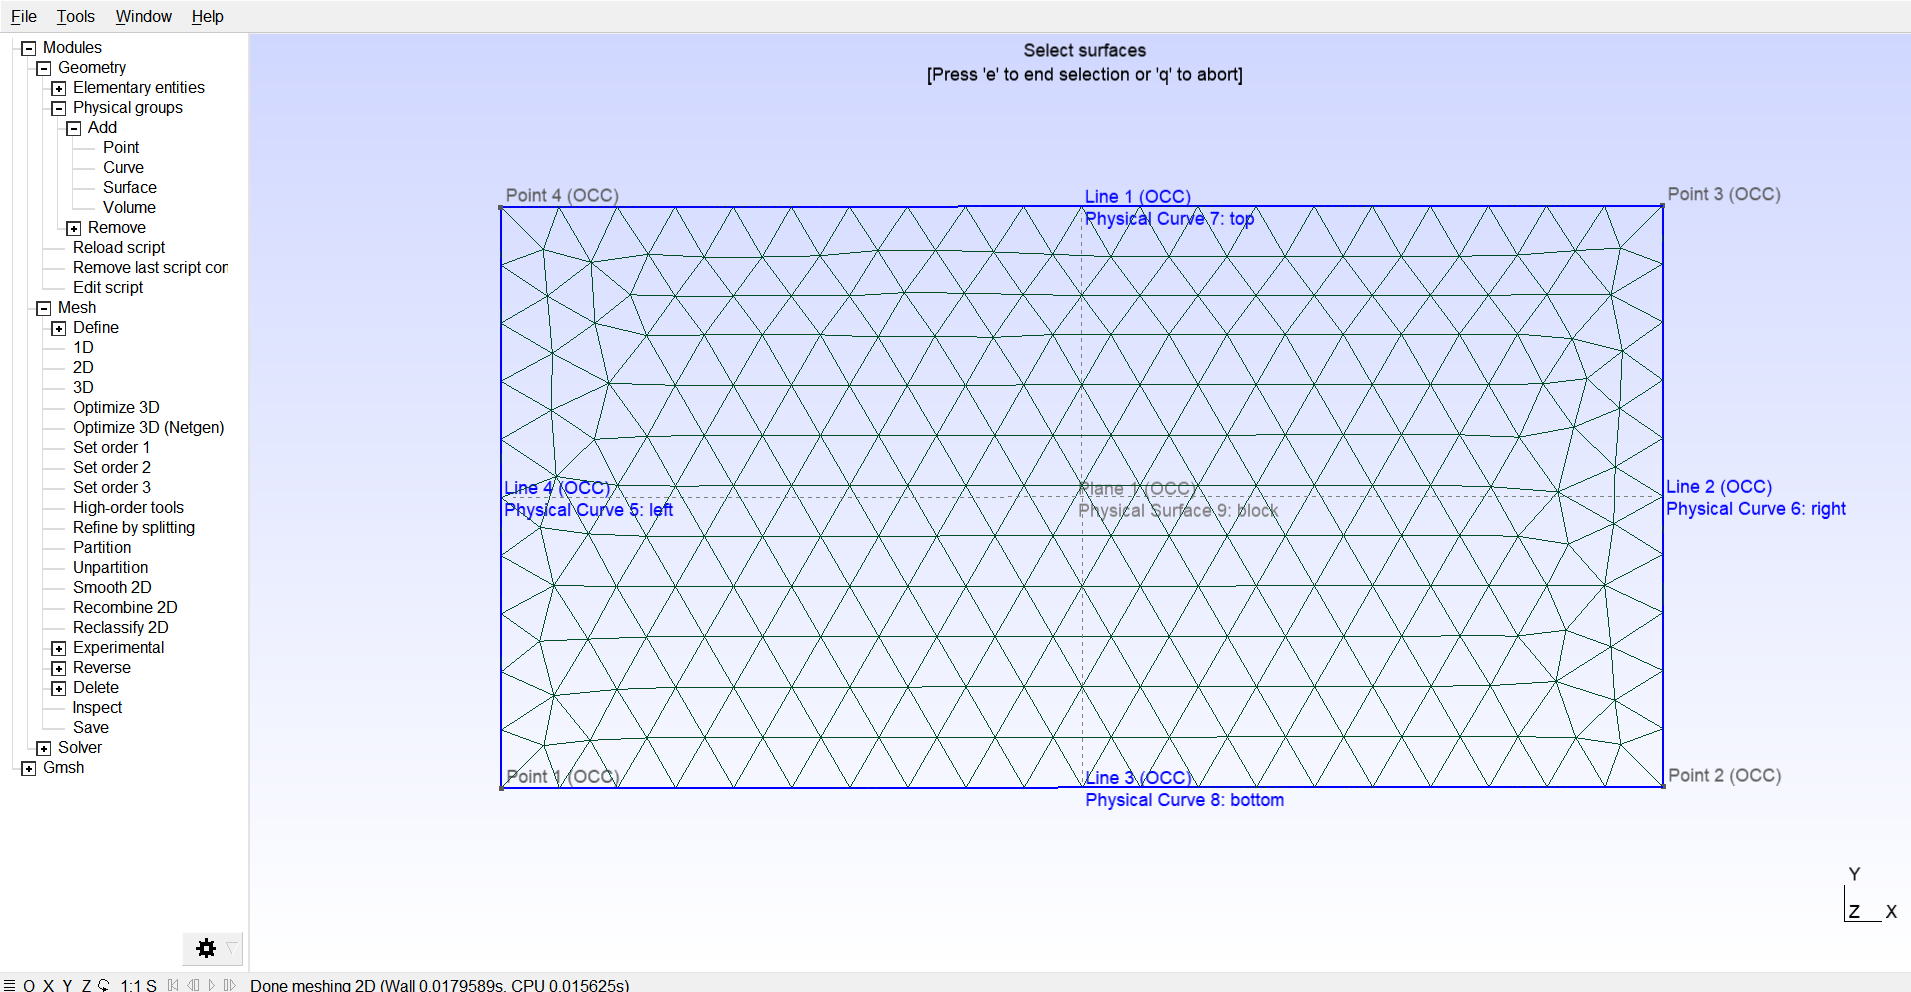 File Tools Window Help
Modules
Geometry
Elementary entities
Physical groups
Add
Point
Curve
Surface
Volume
Remove
Reload script
Remove last script cor
Edit script
Mesh
Define
1D
2D
3D
Optimize 3D
Optimize 3D (Netgen)
Set order 1
Set order 2
Set order 3
High-order tools
Refine by splitting
Partition
Unpartition
Smooth 2D
Recombine 2D
Reclassify 2D
Experimental
Reverse
Delete
Inspect
Save
Solver
Gmsh
Select surfaces
[Press 'e' to end selection or 'q' to abort]
Point 4 (OCC)
Line 1 (OCC)
Physical Curve 7: top
Point 3 (OCC)
Line 4 (OCC)
Physical Curve 5: left
Plane 1 (OCC)
Physical Surface 9: block
Line 2 (OCC)
Physical Curve 6: right
Point 1 (OCC)
Line 3 (OCC)
Physical Curve 8: bottom
Point 2 (OCC)
Y
Z X
O X Y Z 1:1 S Done meshing 2D (Wall 0.0179589s, CPU 0.015625s)